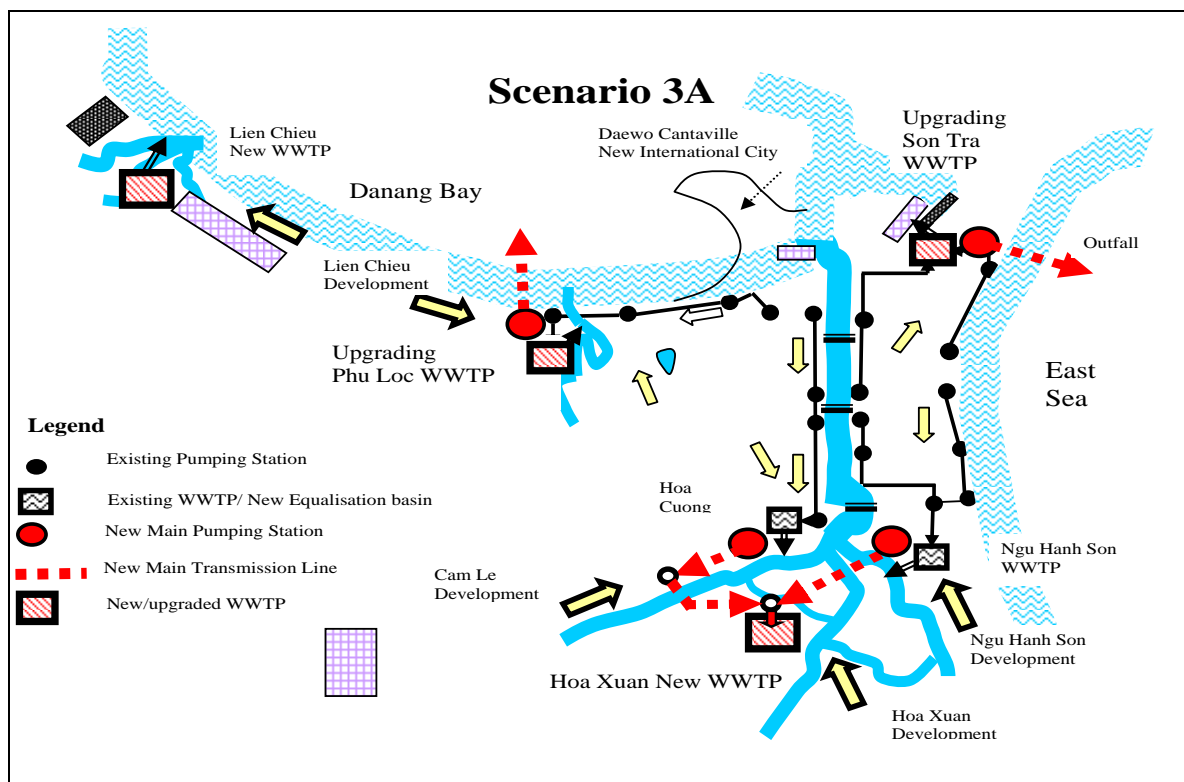 Scenario 3A
Lien Chieu
New WWTP
Daewo Cantaville
New International City
Upgrading
Son Tra
WWTP
Danang Bay
Outfall
Lien Chieu
Development
Upgrading
Phu Loc WWTP
East
Sea
Legend
Existing Pumping Station
Existing WWTP/ New Equalisation basin
New Main Pumping Station
New Main Transmission Line
New/upgraded WWTP
Hoa
Cuong
Cam Le
Development
Ngu Hanh Son
WWTP
Ngu Hanh Son
Development
Hoa Xuan New WWTP
Hoa Xuan
Development